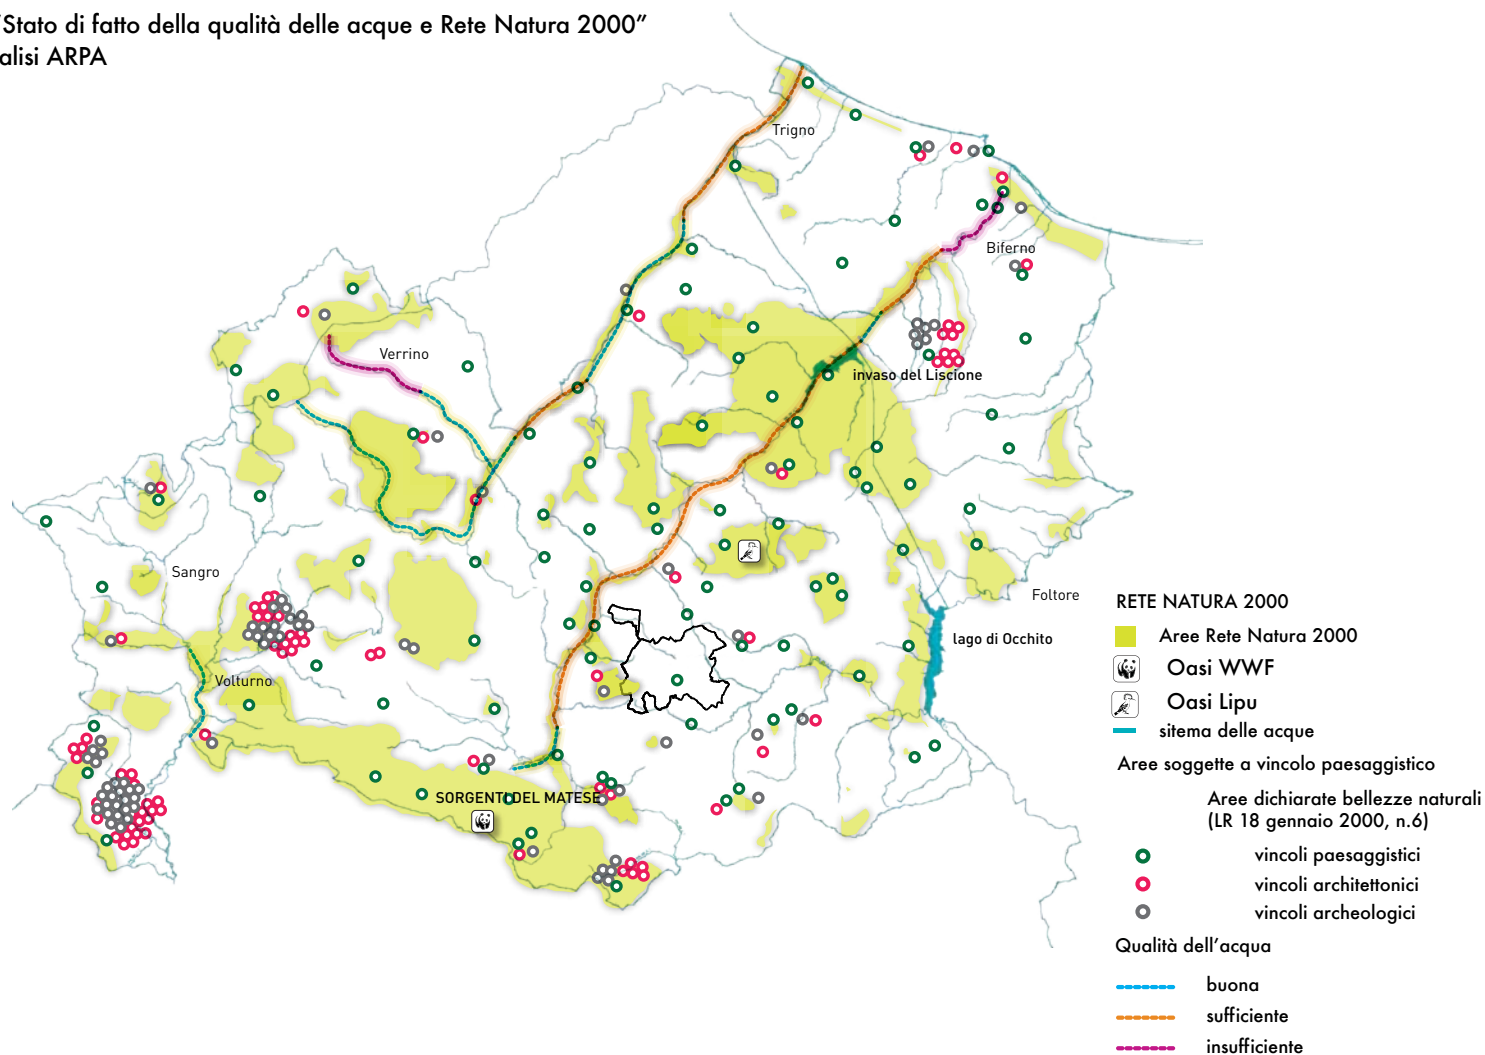 "Stato di fatto della qualità delle acque e Rete Natura 2000"
alisi ARPA
Trigno
Biferno
Verrino
invaso del Liscione
Sangro
Foltore
lago di Occhito
Volturno
SORGENTI DEL MATESE
RETE NATURA 2000
Aree Rete Natura 2000
Oasi WWF
Oasi Lipu
sitema delle acque
Aree soggette a vincolo paesaggistico
Aree dichiarate bellezze naturali
(LR 18 gennaio 2000, n.6)
vincoli paesaggistici
vincoli architettonici
vincoli archeologici
Qualità dell'acqua
buona
sufficiente
insufficiente